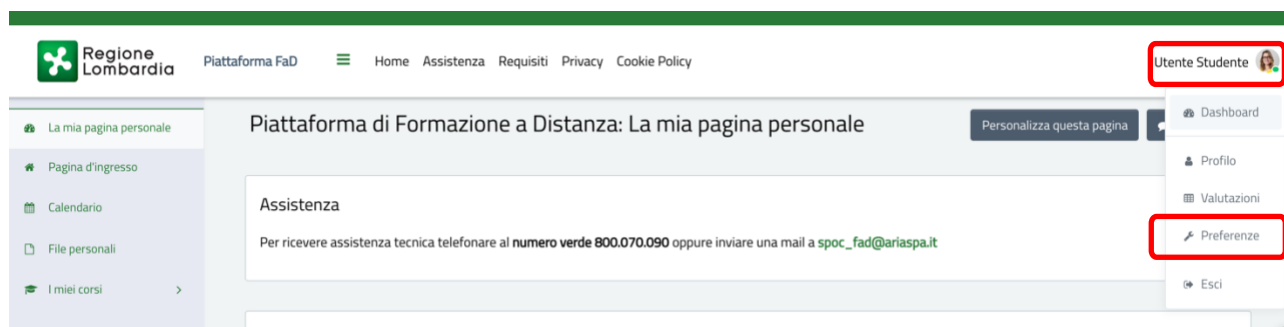 Regione
Lombardia
Piattaforma FaD
Home Assistenza Requisiti Privacy Cookie Policy
Utente Studente
La mia pagina personale
Pagina d'ingresso
Calendario
File personali
I miei corsi
Piattaforma di Formazione a Distanza: La mia pagina personale
Personalizza questa pagina
Assistenza
Per ricevere assistenza tecnica telefonare al numero verde 800.070.090 oppure inviare una mail a spoc_fad@ariaspa.it
Dashboard
Profilo
Valutazioni
Preferenze
Esci